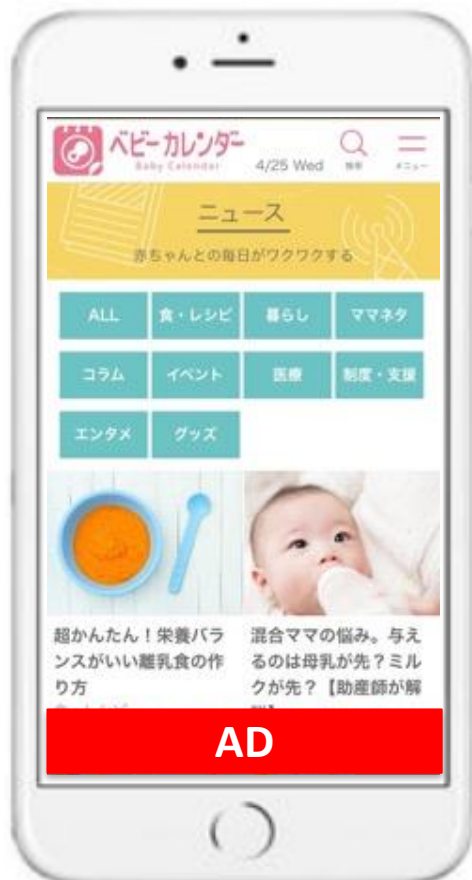 ベビーカレンダー
Baby Calendar
4/25 Wed
検索
メニュー
ニュース
赤ちゃんとの毎日がワクワクする
ALL
食・レシピ
暮らし
ママネタ
コラム
イベント
医療
制度・支援
エンタメ
グッズ
超かんたん！栄養バラ
ンスがいい離乳食の作
り方
混合ママの悩み。与え
るのは母乳が先？ミル
クが先？【助産師が解
AD